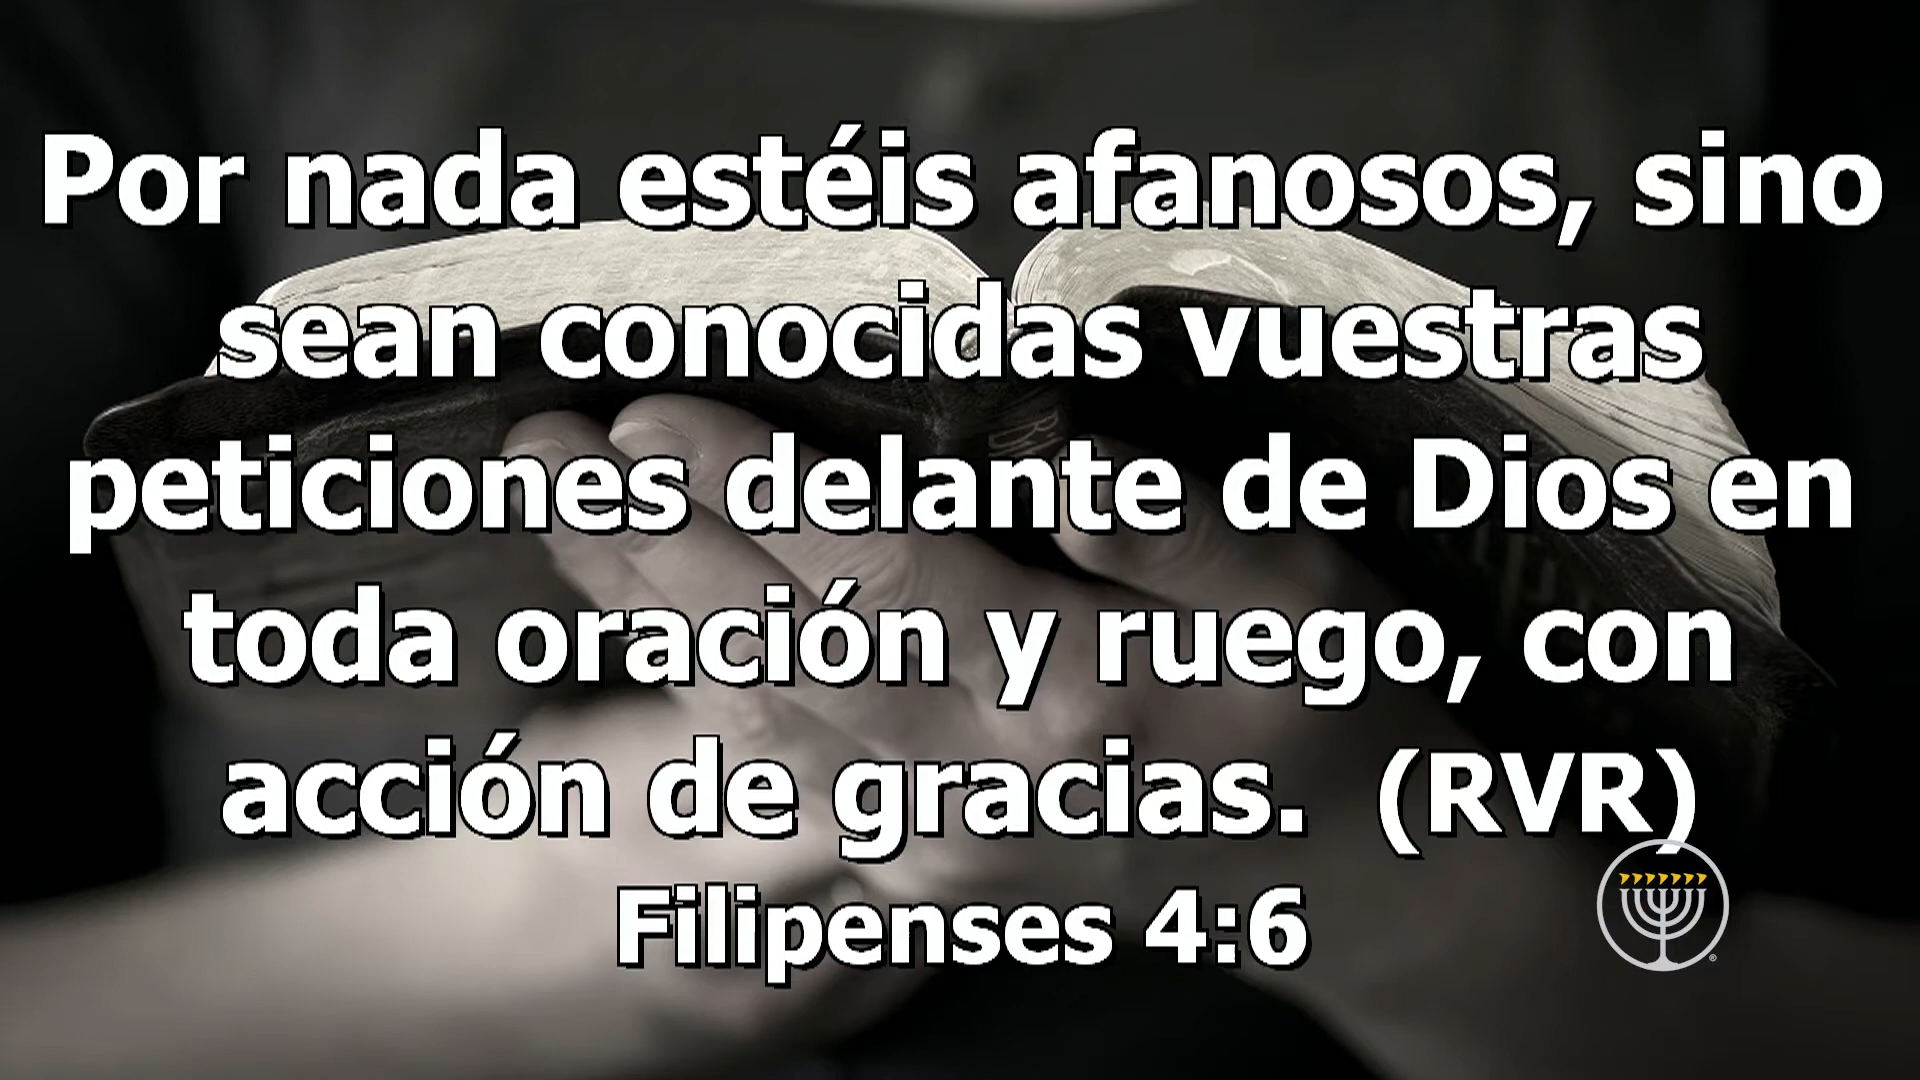 Por nada estéis afanosos, sino
sean conocidas vuestras
peticiones delante de Dios en
toda oración y ruego, con
acción de gracias.  (RVR)
Filipenses 4:6
®